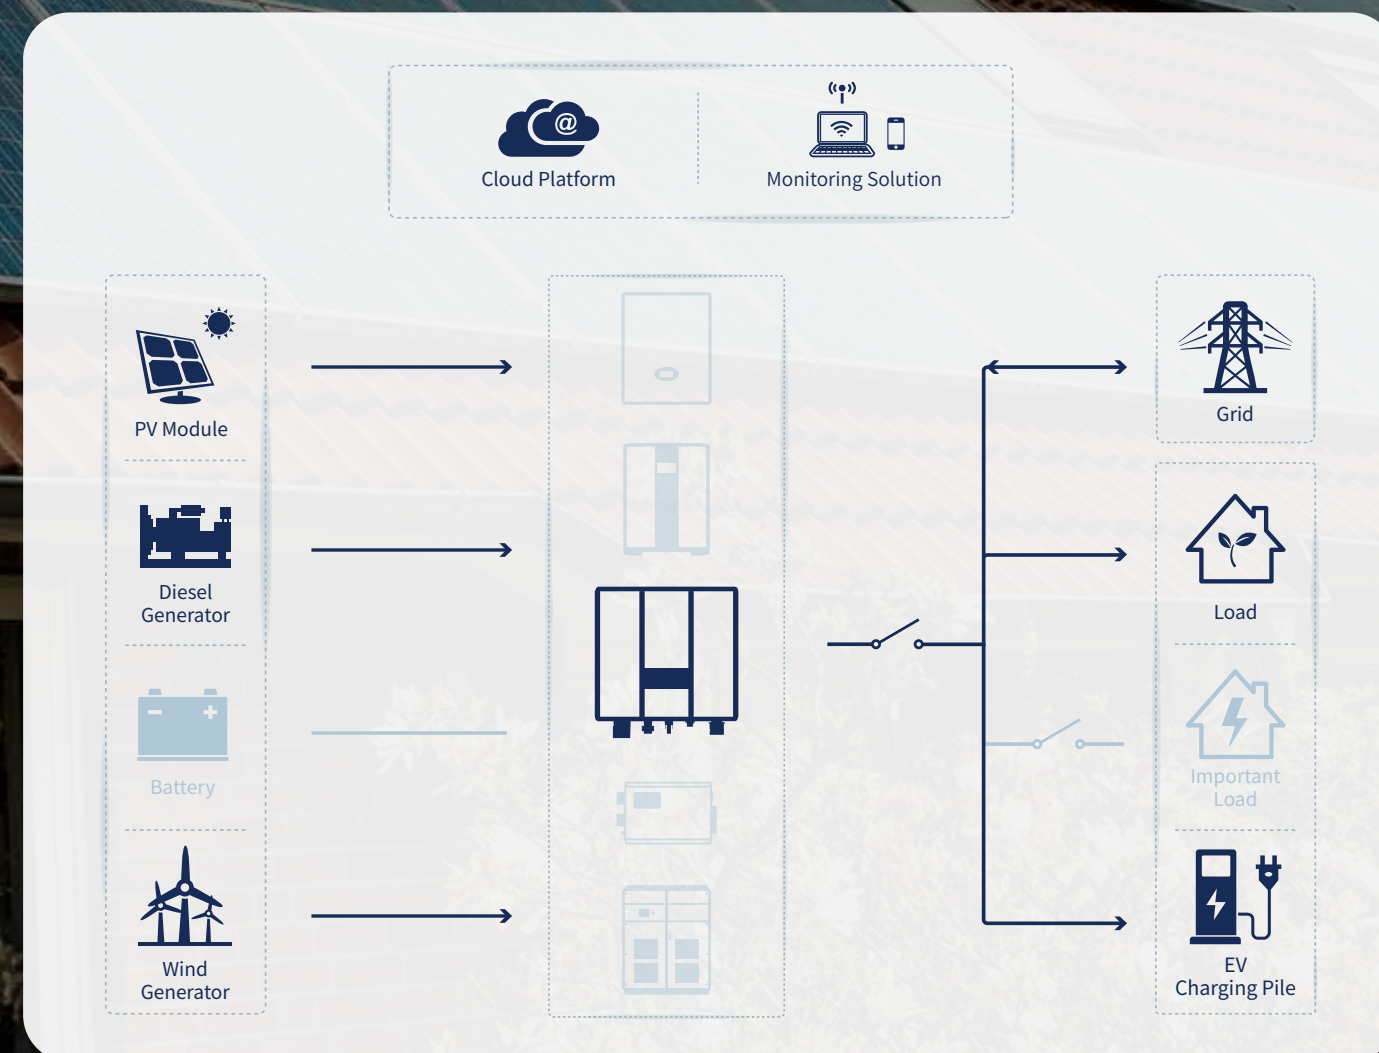 Cloud Platform
Monitoring Solution
PV Module
Diesel
Generator
Battery
Wind
Generator
Grid
Load
Important
Load
EV
Charging Pile